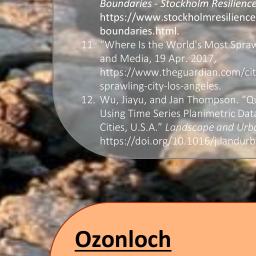 Boundaries - Stockholm Resilience
https://www.stockholmresilience
boundaries.html.
11. "Where Is the World's Most Spraw
and Media, 19 Apr. 2017,
https://www.theguardian.com/cit
sprawling-city-los-angeles.
12. Wu, Jiayu, and Jan Thompson. "Qu
Using Time Series Planimetric Data
Cities, U.S.A." Landscape and Urba
https://doi.org/10.1016/j.landurb
Ozonloch